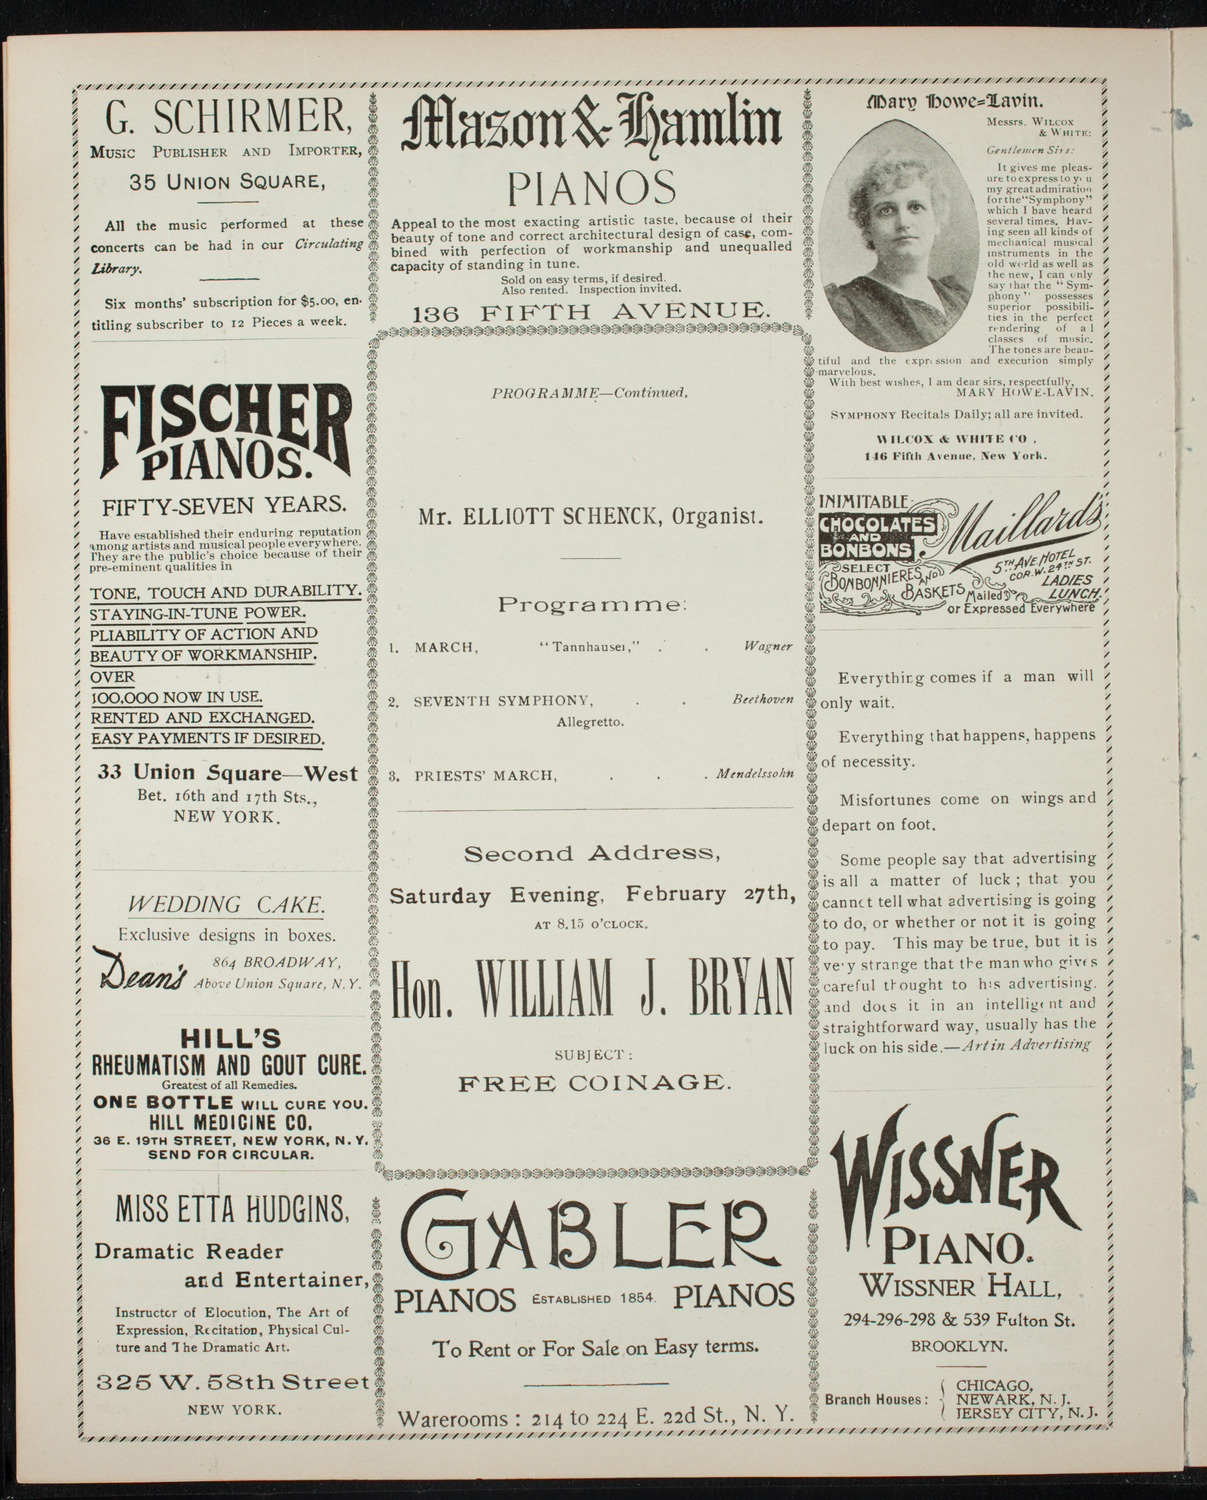 G. SCHIRMER,
MUSIC PUBLISHER AND IMPORTER,
35 UNION SQUARE,
All the music performed at these
concerts can be had in our Circulating
Library.
Six months' subscription for $5.00, en-
titling subscriber to 12 Pieces a week.
FISCHER
PIANOS.
FIFTY-SEVEN YEARS.
Have established their enduring reputation
among artists and musical people everywhere.
They are the public's choice because of their
pre-eminent qualities in
TONE, TOUCH AND DURABILITY.
STAYING-IN-TUNE POWER.
PLIABILITY OF ACTION AND
BEAUTY OF WORKMANSHIP.
OVER
100,000 NOW IN USE.
RENTED AND EXCHANGED.
EASY PAYMENTS IF DESIRED.
33 Union Square—West
Bet. 16th and 17th Sts.,
NEW YORK.
WEDDING CAKE.
Exclusive designs in boxes.
Dean's 864 BROADWAY,
Above Union Square, N.Y.
HILL'S
RHEUMATISM AND GOUT CURE.
Greatest of all Remedies.
ONE BOTTLE WILL CURE YOU.
HILL MEDICINE CO.
36 E. 19TH STREET, NEW YORK, N.Y.
SEND FOR CIRCULAR.
MISS ETTA HUDGINS,
Dramatic Reader
and Entertainer,
Instructor of Elocution, The Art of
Expression, Recitation, Physical Cul-
ture and The Dramatic Art.
325 W. 58th Street
NEW YORK.
Mason & Hamlin
PIANOS
Appeal to the most exacting artistic taste, because of their
beauty of tone and correct architectural design of case, com-
bined with perfection of workmanship and unequalled
capacity of standing in tune.
Sold on easy terms, if desired.
Also rented. Inspection invited.
136 FIFTH AVENUE.
PROGRAMME—Continued.
Mr. ELLIOTT SCHENCK, Organist.
Programme:
1. MARCH, "Tannhauser," . . Wagner
2. SEVENTH SYMPHONY, . . Beethoven
Allegretto.
3. PRIESTS' MARCH, . . . Mendelssohn
Second Address,
Saturday Evening, February 27th,
AT 8.15 O'CLOCK.
Hon. WILLIAM J. BRYAN
SUBJECT:
FREE COINAGE.
GABLER
PIANOS ESTABLISHED 1854. PIANOS
To Rent or For Sale on Easy terms.
Warerooms: 214 to 224 E. 22d St., N. Y.
Mary Howe=Lavin.
Messrs. WILCOX
& WHITE:
Gentlemen Sirs:
It gives me pleas-
ure to express to you
my great admiration
for the "Symphony"
which I have heard
several times. Hav-
ing seen all kinds of
mechanical musical
instruments in the
old world as well as
the new, I can only
say that the "Sym-
phony" possesses
superior possibili-
ties in the perfect
rendering of all
classes of music.
The tones are beau-
tiful and the expression and execution simply
marvelous.
With best wishes, I am dear sirs, respectfully,
MARY HOWE-LAVIN.
SYMPHONY Recitals Daily; all are invited.
WILCOX & WHITE CO.,
146 Fifth Avenue, New York.
INIMITABLE
CHOCOLATES
AND
BONBONS
Maillard's
SELECT
BONBONNIERES AND
BASKETS
5TH AVE HOTEL
COR. W. 24TH ST.
LADIES
LUNCH.
Mailed
or Expressed Everywhere
Everything comes if a man will
only wait.
Everything that happens, happens
of necessity.
Misfortunes come on wings and
depart on foot.
Some people say that advertising
is all a matter of luck; that you
cannot tell what advertising is going
to do, or whether or not it is going
to pay. This may be true, but it is
very strange that the man who gives
careful thought to his advertising,
and does it in an intelligent and
straightforward way, usually has the
luck on his side.—Art in Advertising
WISSNER
PIANO.
WISSNER HALL,
294-296-298 & 539 Fulton St.
BROOKLYN.
Branch Houses: CHICAGO,
NEWARK, N. J.
JERSEY CITY, N. J.